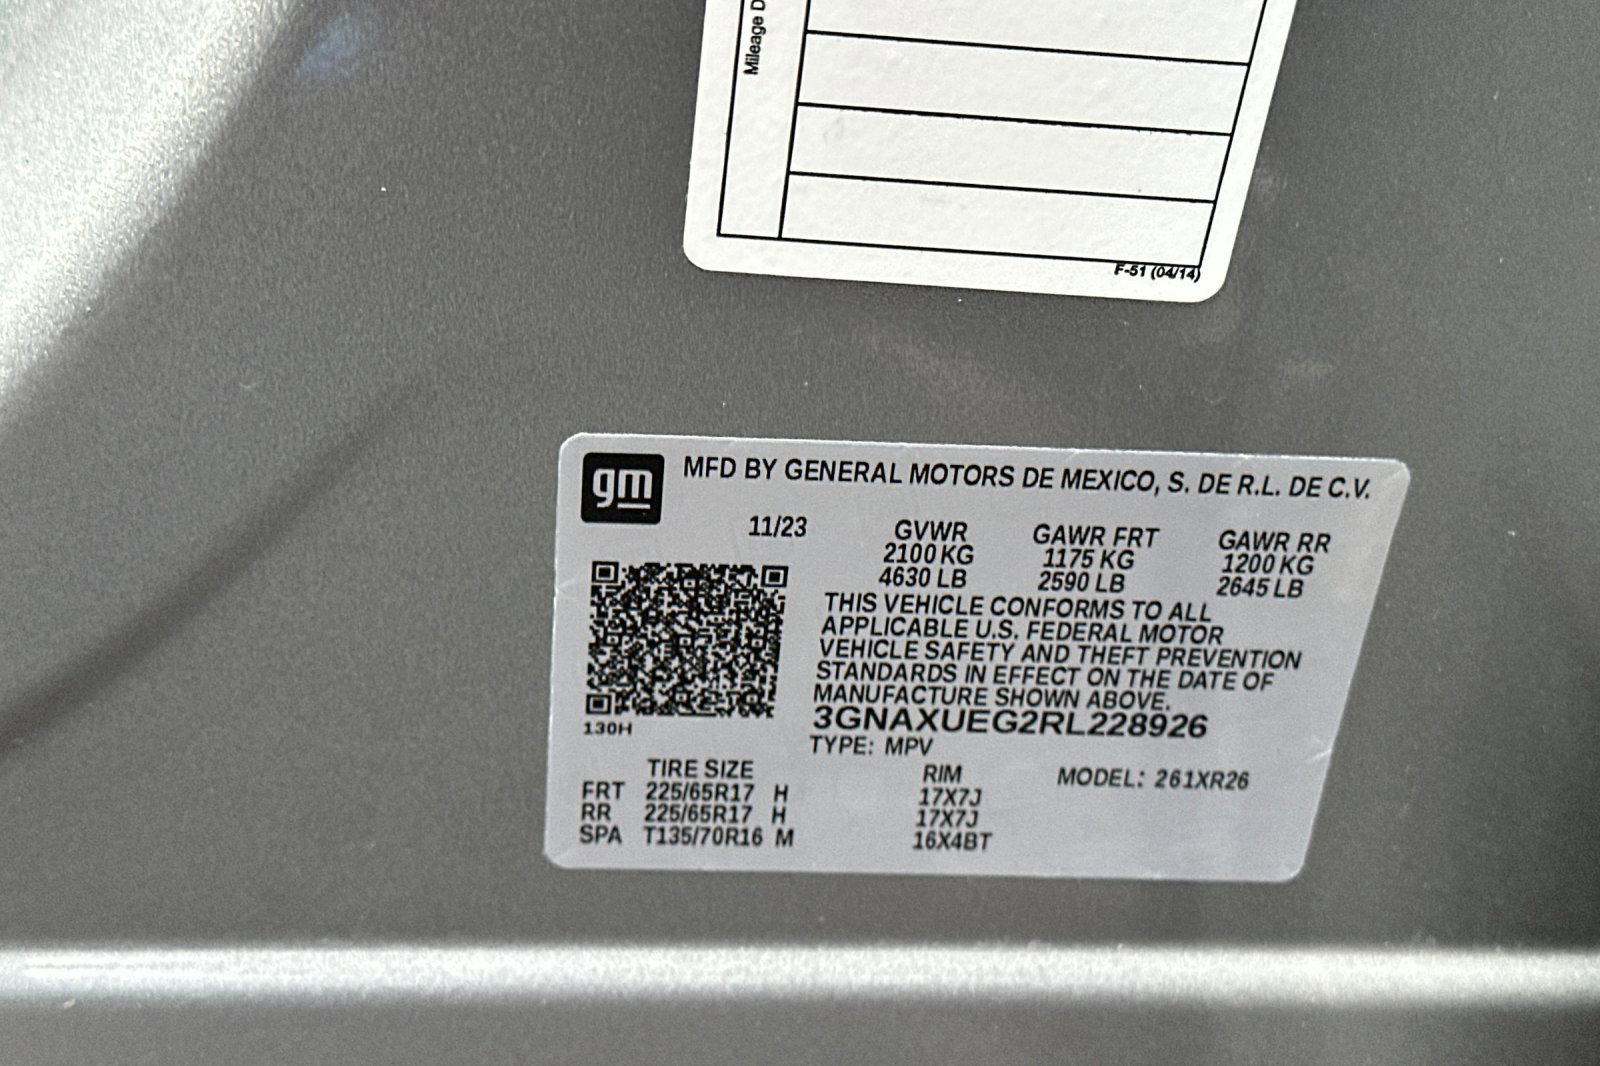 Mileage D
F-51 (04/14)
gm
MFD BY GENERAL MOTORS DE MEXICO, S. DE R.L. DE C.V.
11/23 GVWR GAWR FRT GAWR RR
2100 KG 1175 KG 1200 KG
4630 LB 2590 LB 2645 LB
THIS VEHICLE CONFORMS TO ALL
APPLICABLE U.S. FEDERAL MOTOR
VEHICLE SAFETY AND THEFT PREVENTION
STANDARDS IN EFFECT ON THE DATE OF
MANUFACTURE SHOWN ABOVE.
3GNAXUEG2RL228926
130H
TYPE: MPV
TIRE SIZE RIM MODEL: 261XR26
FRT 225/65R17 H 17X7J
RR 225/65R17 H 17X7J
SPA T135/70R16 M 16X4BT